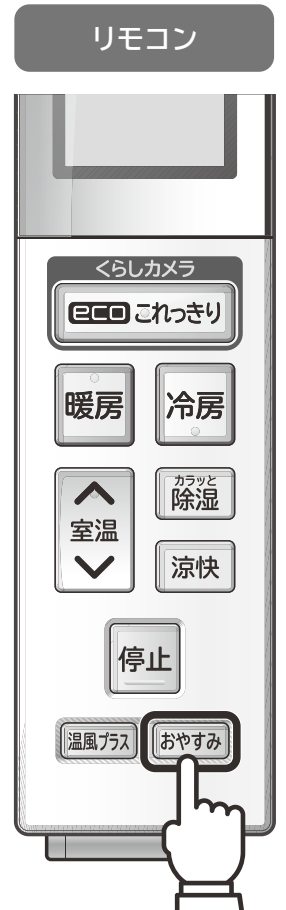 リモコン
くらしカメラ
eco これっきり
暖房 冷房
室温
カラッと
除湿
涼快
停止
温風プラス おやすみ